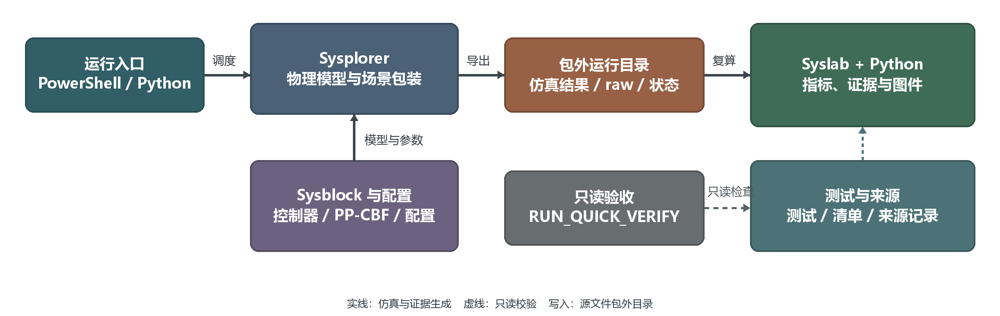 运行入口
PowerShell / Python
调度
Sysplorer
物理模型与场景包装
导出
包外运行目录
仿真结果 / raw / 状态
复算
Syslab + Python
指标、证据与图件
模型与参数
Sysblock 与配置
控制器 / PP-CBF / 配置
只读验收
RUN_QUICK_VERIFY
只读检查
测试与来源
测试 / 清单 / 来源记录
实线：仿真与证据生成 虚线：只读校验 写入：源文件包外目录